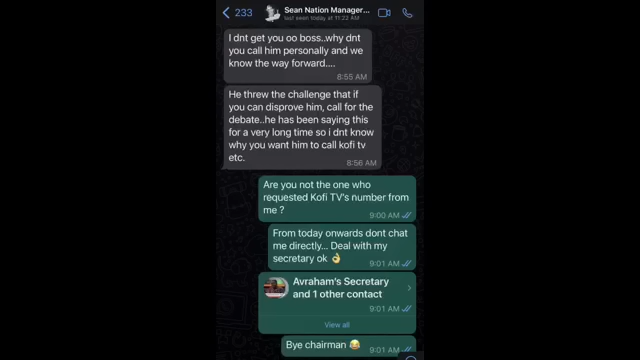 233
Sean Nation Manager...
last seen today at 11:22 AM
I dnt get you oo boss..why dnt
you call him personally and we
know the way forward....
8:55 AM
He threw the challenge that if
you can disprove him, call for the
debate..he has been saying this
for a very long time so i dnt know
why you want him to call kofi tv
etc.
8:56 AM
Are you not the one who
requested Kofi TV's number from
me ?
9:00 AM
From today onwards dont chat
me directly... Deal with my
secretary ok 👌
9:01 AM
Avraham's Secretary
and 1 other contact
9:01 AM
View all
Bye chairman 😂
9:01 AM